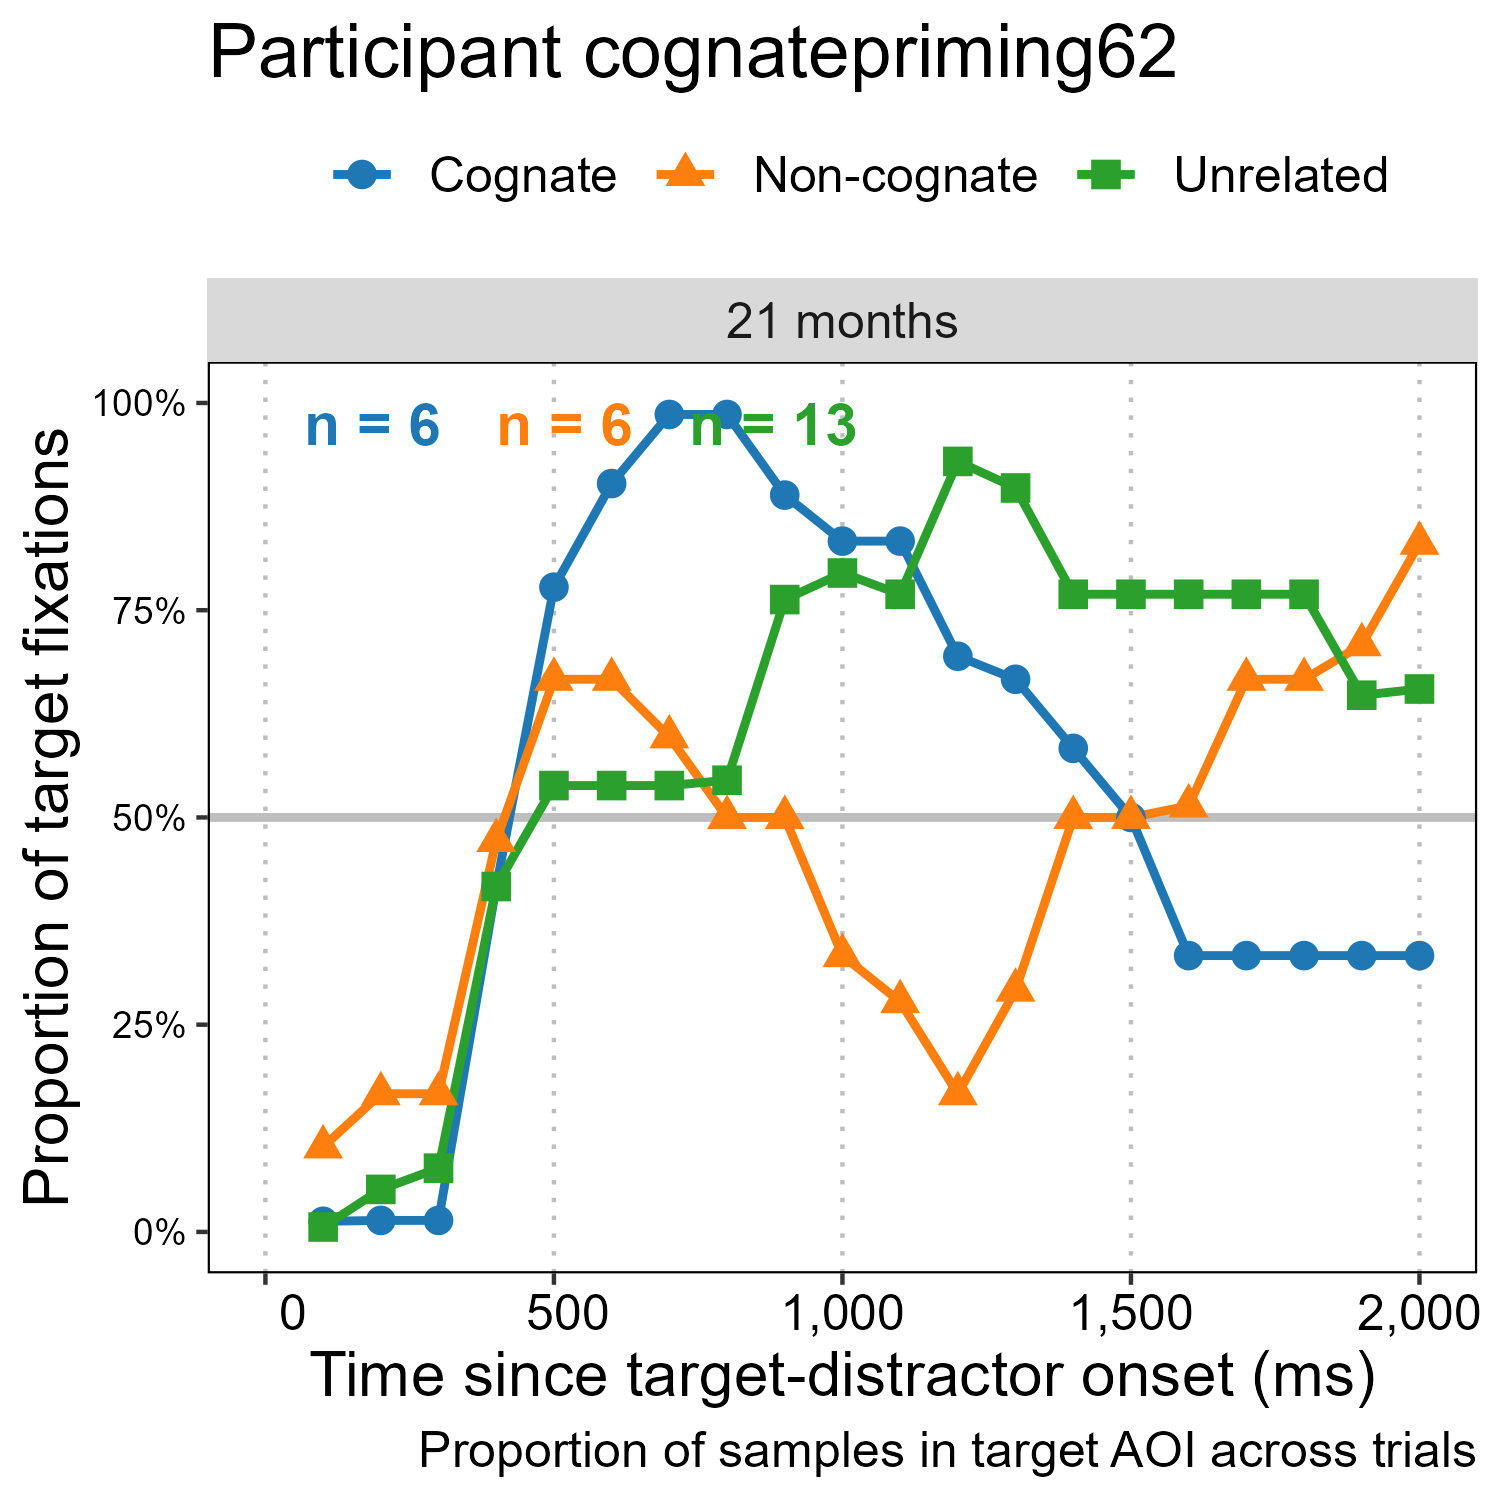 Participant cognatepriming62
Cognate Non-cognate Unrelated
21 months
n = 6 n = 6 n = 13
Proportion of target fixations
100%
75%
50%
25%
0%
0 500 1,000 1,500 2,000
Time since target-distractor onset (ms)
Proportion of samples in target AOI across trials